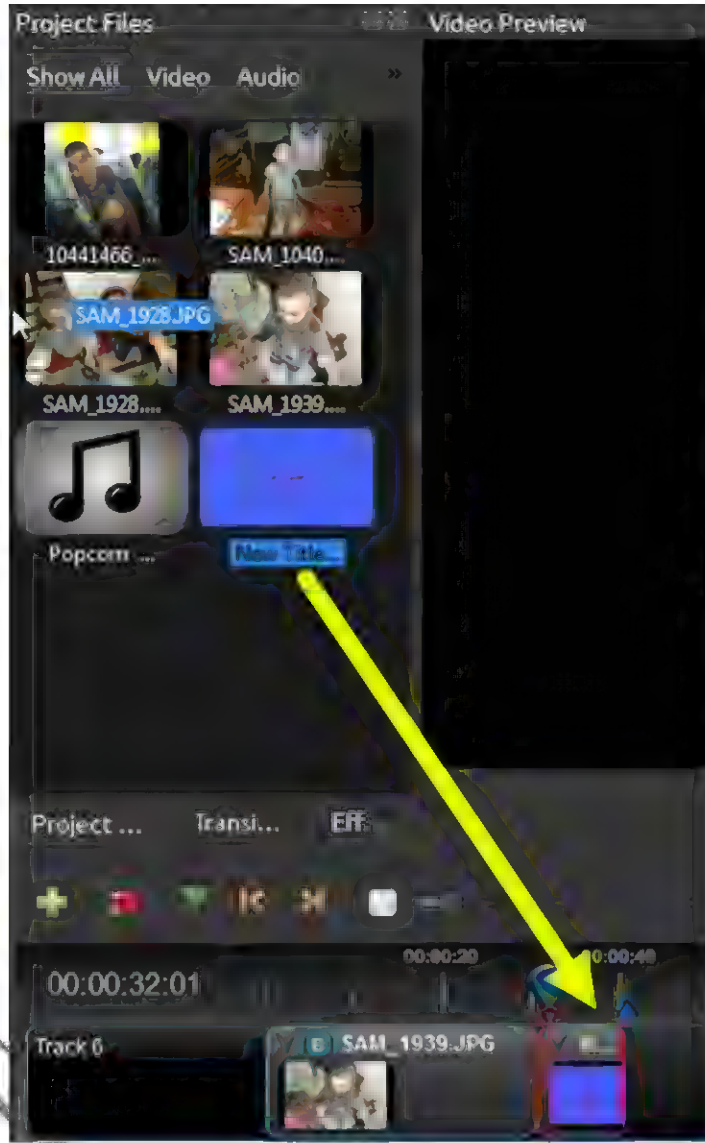 Project Files Video Preview
Show All Video Audio »
10441466_... SAM_1040....
SAM_1928.JPG
SAM_1928.... SAM_1939....
Popcorn ... New Title...
Project ... Transi... Eff
00:00:20 00:00:40
00:00:32:01
Track 6 SAM_1939.JPG